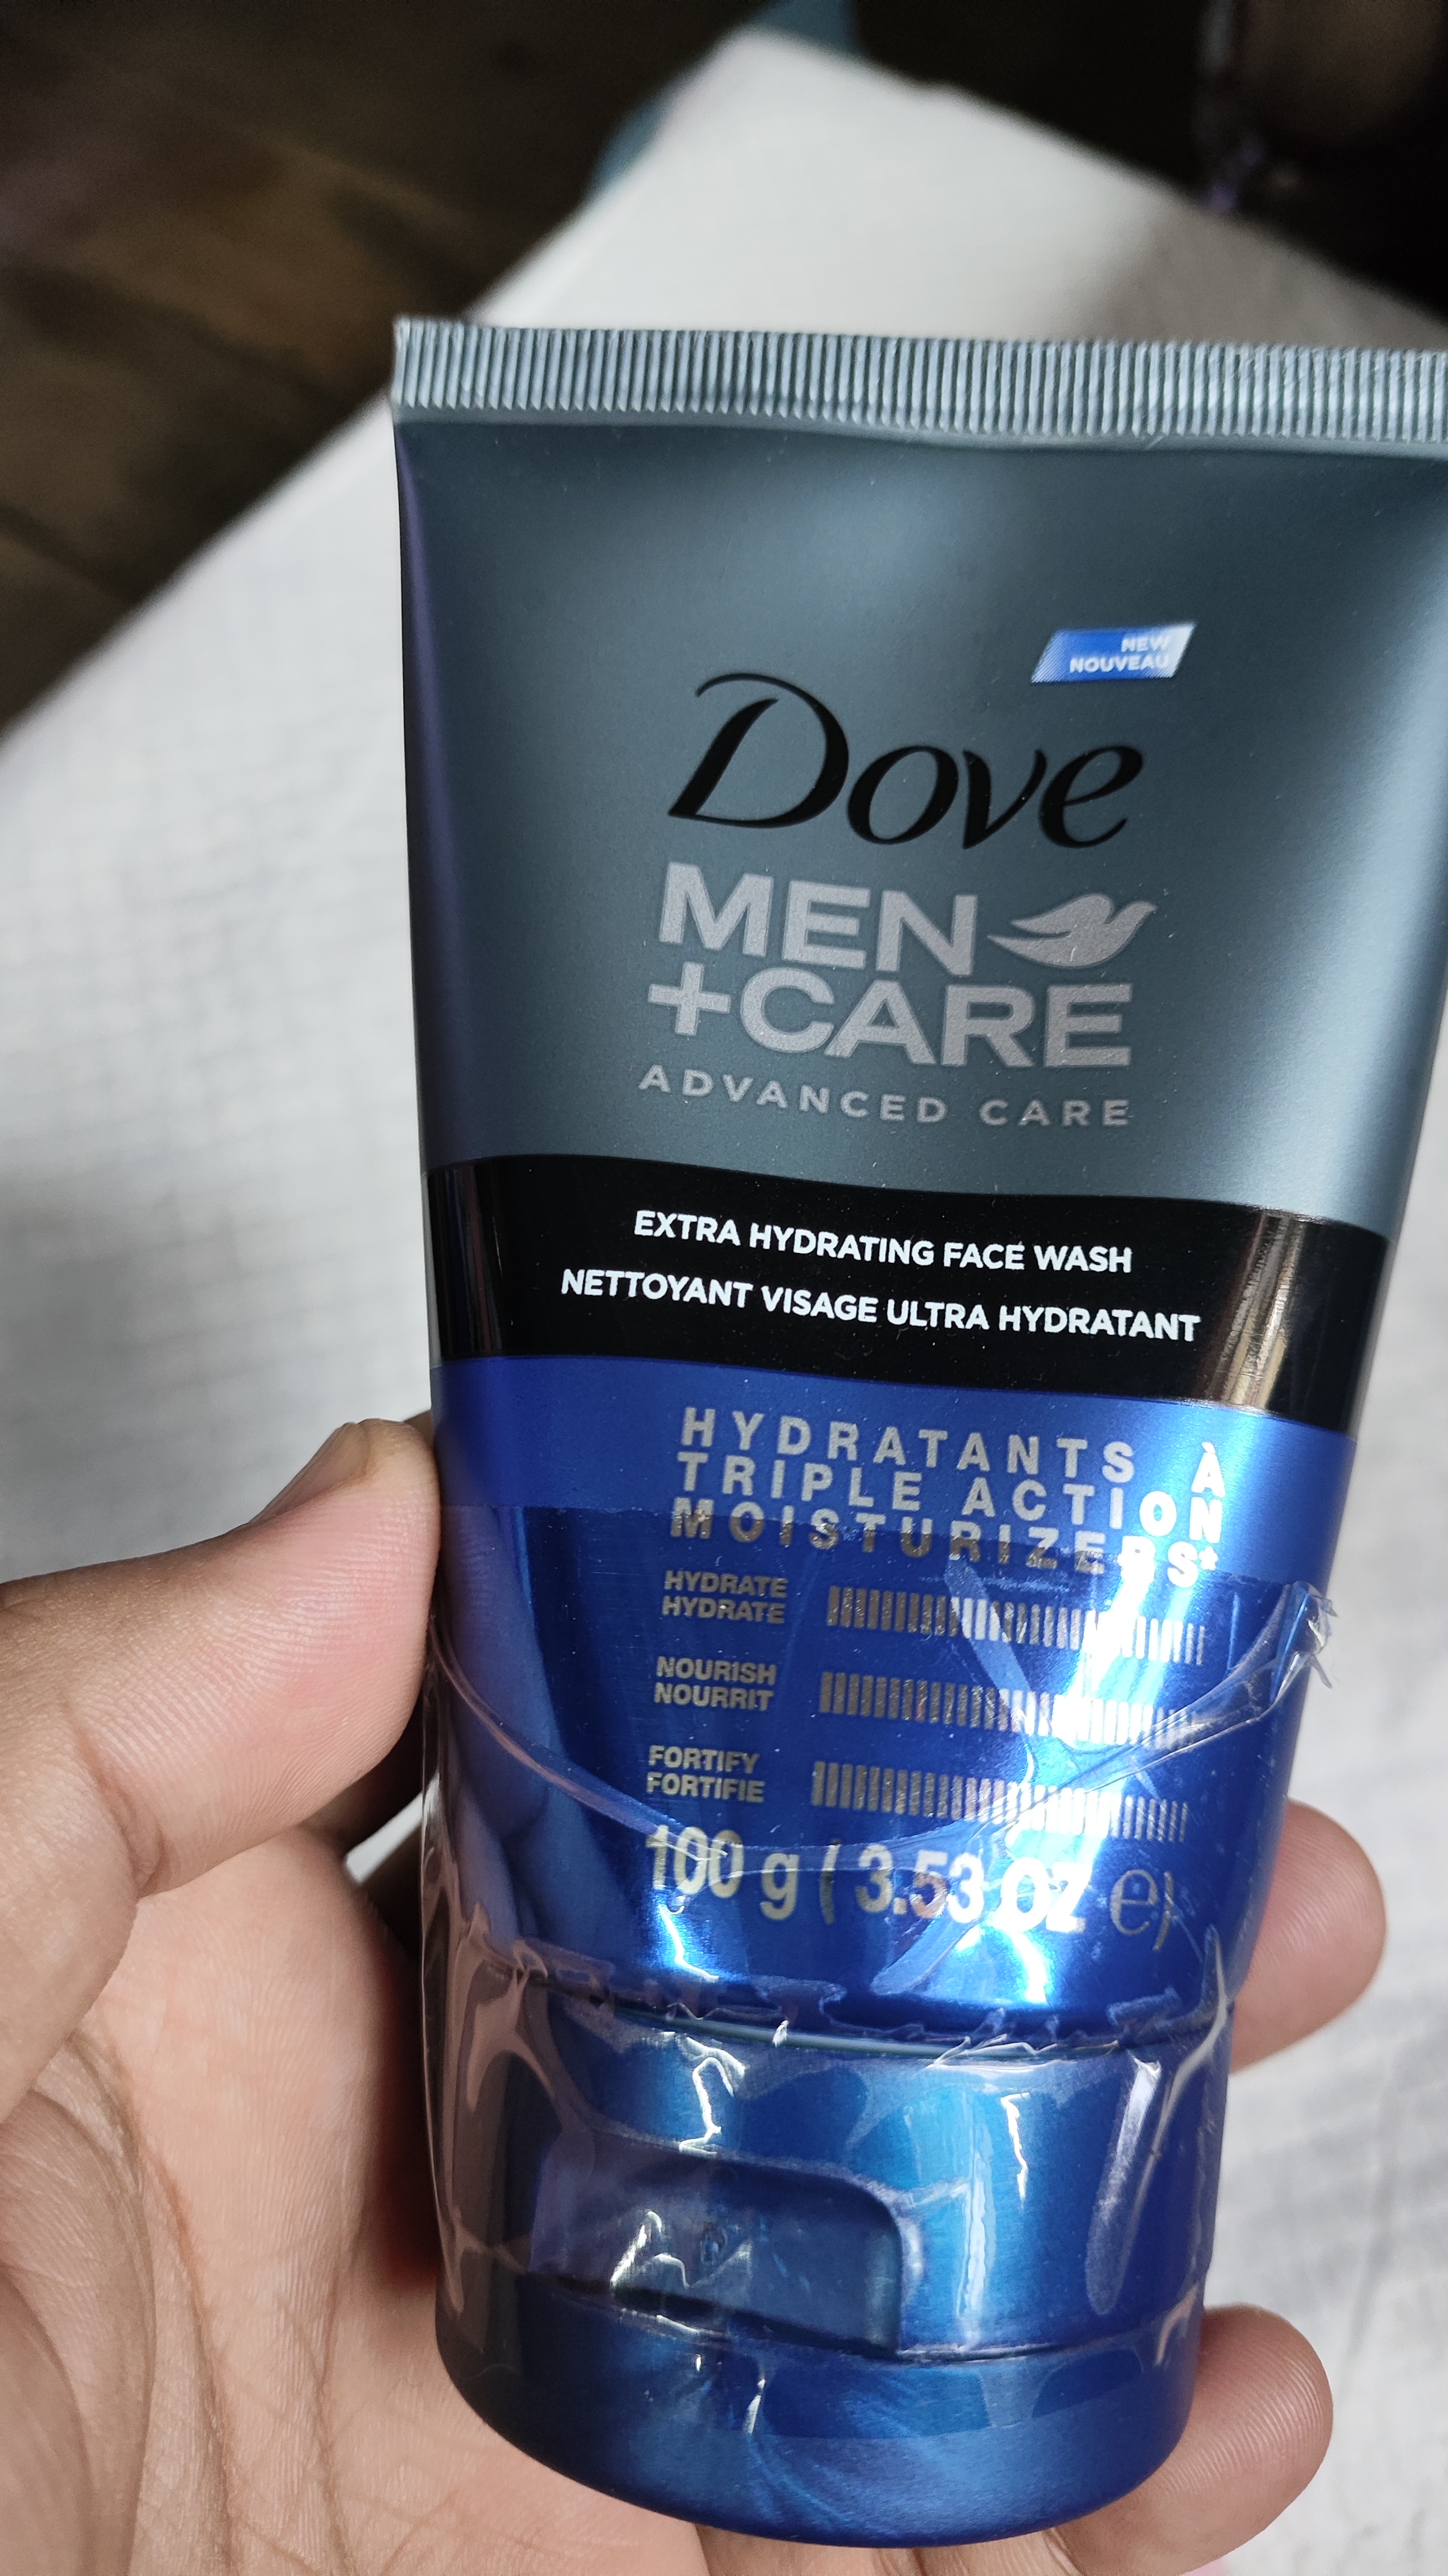 NEW
NOUVEAU
Dove
MEN
+CARE
ADVANCED CARE
EXTRA HYDRATING FACE WASH
NETTOYANT VISAGE ULTRA HYDRATANT
HYDRATANTS À
TRIPLE ACTION
MOISTURIZERS*
HYDRATE
HYDRATE
NOURISH
NOURRIT
FORTIFY
FORTIFIE
100 g ( 3.53 OZ ℮)